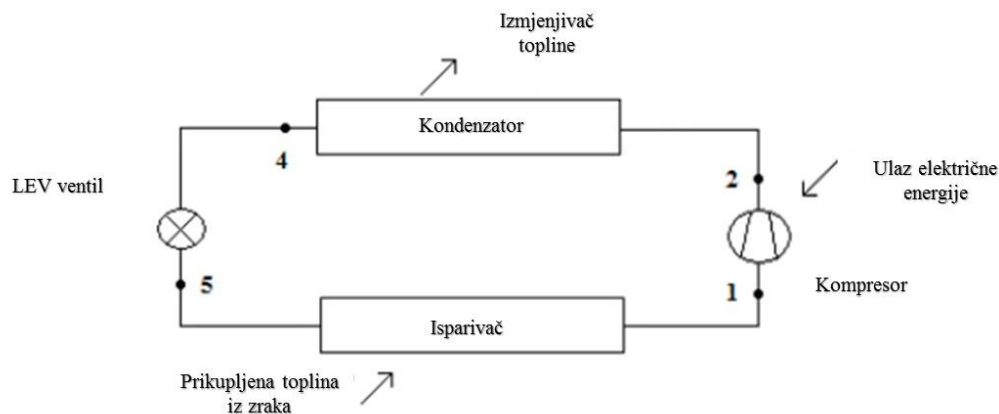 Izmjenjivač
topline
Kondenzator
4
2
Ulaz električne
energije
LEV ventil
5
1
Kompresor
Isparivač
Prikupljena toplina
iz zraka